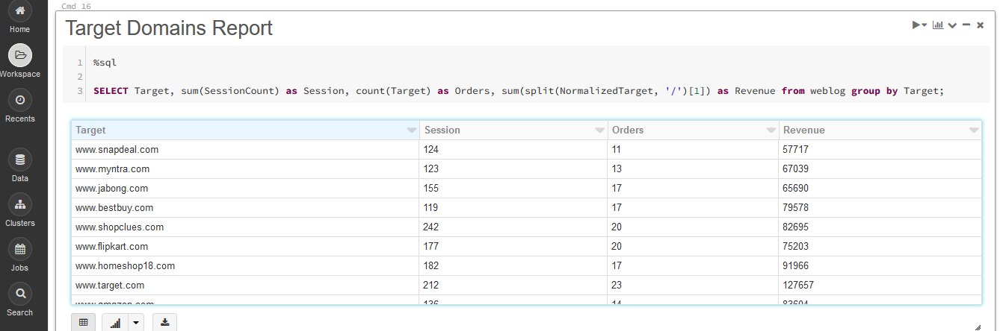 Cmd 16
Target Domains Report
Home
Workspace
Recents
Data
Clusters
Jobs
Search
1 %sql
2
3 SELECT Target, sum(SessionCount) as Session, count(Target) as Orders, sum(split(NormalizedTarget, '/')[1]) as Revenue from weblog group by Target;
Target Session Orders Revenue
www.snapdeal.com 124 11 57717
www.myntra.com 123 13 67039
www.jabong.com 155 17 65690
www.bestbuy.com 119 17 79578
www.shopclues.com 242 20 82695
www.flipkart.com 177 20 75203
www.homeshop18.com 182 17 91966
www.target.com 212 23 127657
www.amazon.com 136 14 83604